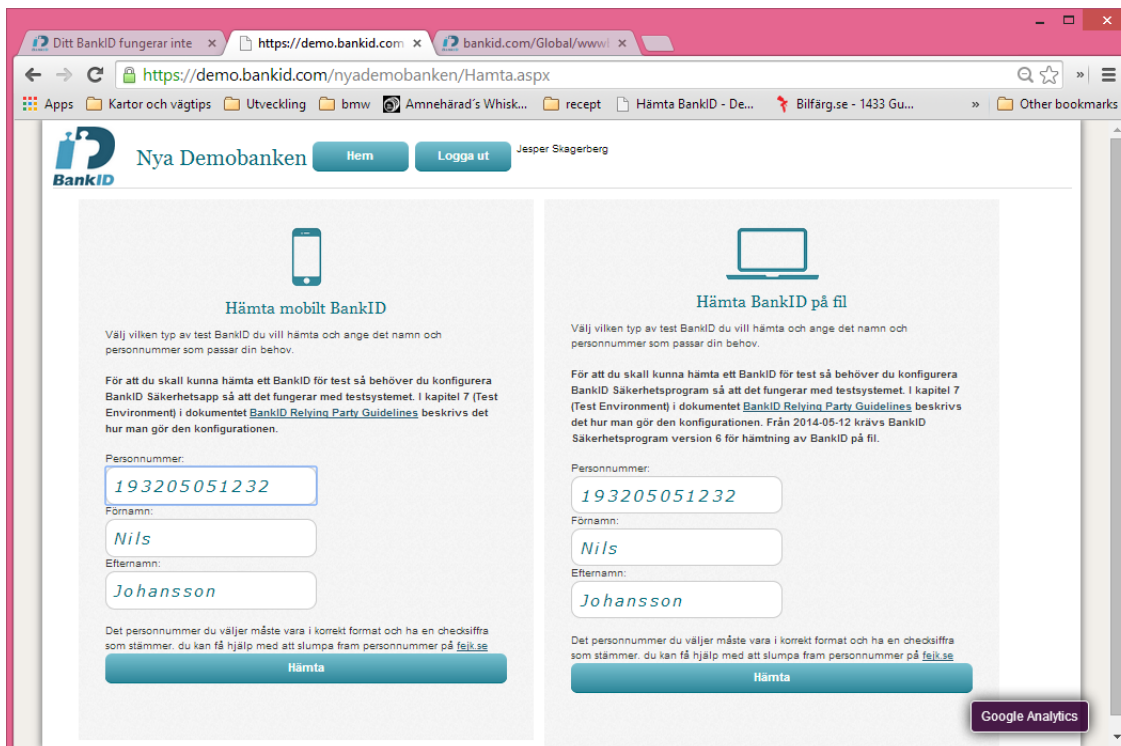 Ditt BankID fungerar inte
https://demo.bankid.com
bankid.com/Global/wwwl
https://demo.bankid.com/nyademobanken/Hamta.aspx
Apps Kartor och vägtips Utveckling bmw Amnehärad´s Whisk... recept Hämta BankID - De... Bilfärg.se - 1433 Gu... » Other bookmarks
BankID
Nya Demobanken
Hem
Logga ut
Jesper Skagerberg
Hämta mobilt BankID
Välj vilken typ av test BankID du vill hämta och ange det namn och
personnummer som passar din behov.
För att du skall kunna hämta ett BankID för test så behöver du konfigurera
BankID Säkerhetsapp så att det fungerar med testsystemet. I kapitel 7 (Test
Environment) i dokumentet BankID Relying Party Guidelines beskrivs det
hur man gör den konfigurationen.
Personnummer:
193205051232
Förnamn:
Nils
Efternamn:
Johansson
Det personnummer du väljer måste vara i korrekt format och ha en checksiffra
som stämmer. du kan få hjälp med att slumpa fram personnummer på fejk.se
Hämta
Hämta BankID på fil
Välj vilken typ av test BankID du vill hämta och ange det namn och
personnummer som passar din behov.
För att du skall kunna hämta ett BankID för test så behöver du konfigurera
BankID Säkerhetsprogram så att det fungerar med testsystemet. I kapitel 7
(Test Environment) i dokumentet BankID Relying Party Guidelines beskrivs
det hur man gör den konfigurationen. Från 2014-05-12 krävs BankID
Säkerhetsprogram version 6 för hämtning av BankID på fil.
Personnummer:
193205051232
Förnamn:
Nils
Efternamn:
Johansson
Det personnummer du väljer måste vara i korrekt format och ha en checksiffra
som stämmer. du kan få hjälp med att slumpa fram personnummer på fejk.se
Hämta
Google Analytics